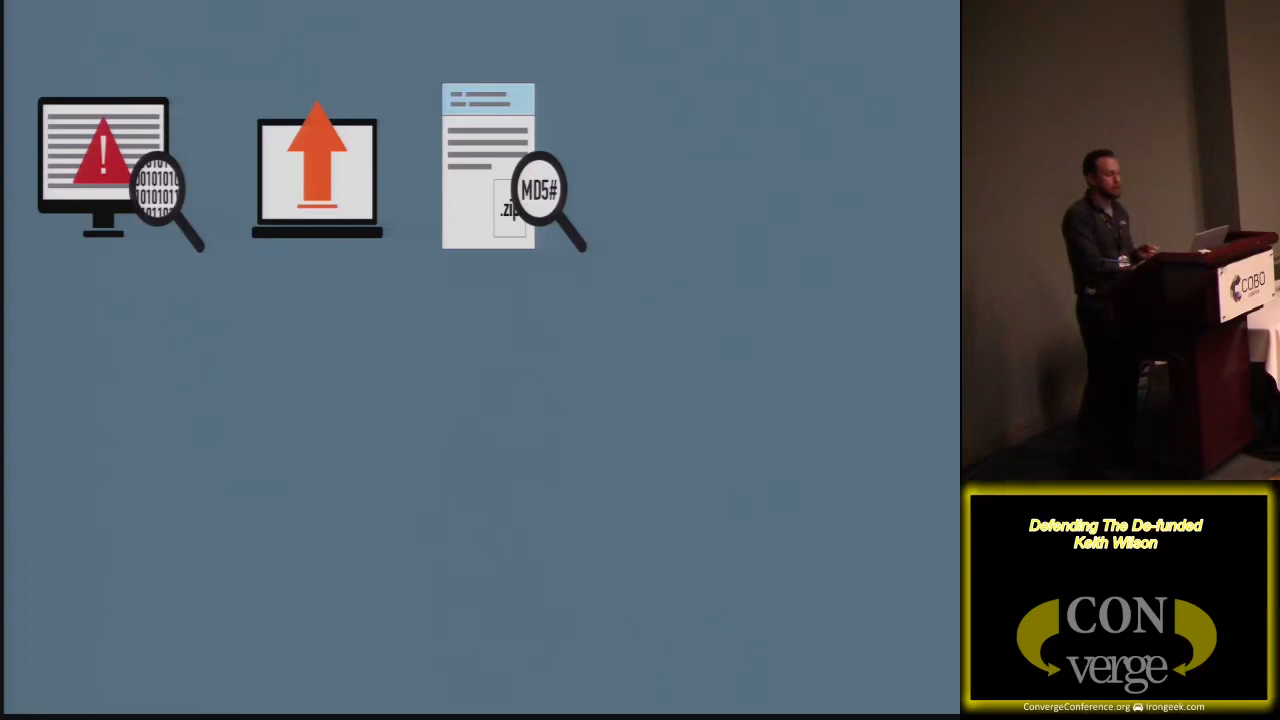 MD5#
.zip
COBO
Defending The De-funded
Keith Wilson
CON
verge
ConvergeConference.org Irongeek.com